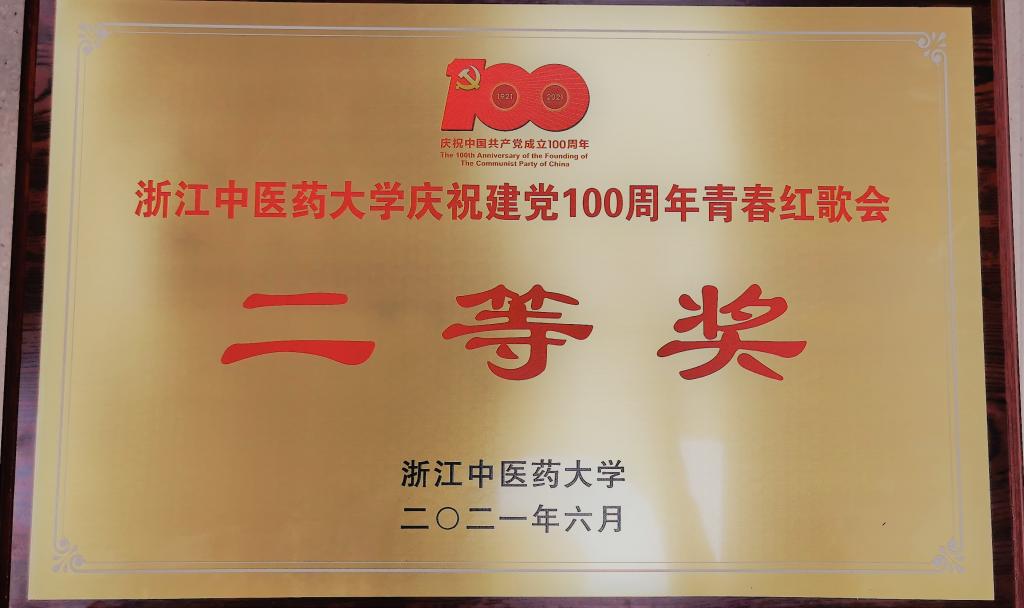 100
1921 2021
庆祝中国共产党成立100周年
The 100th Anniversary of the Founding of
The Communist Party of China
浙江中医药大学庆祝建党100周年青春红歌会
二等奖
浙江中医药大学
二〇二一年六月